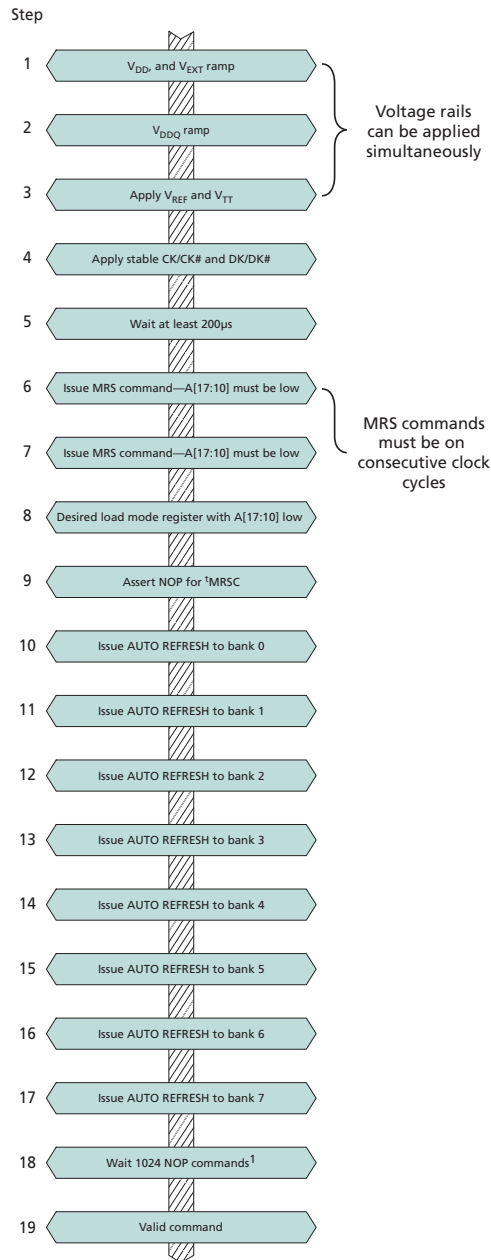 Step
1 V_DD, and V_EXT ramp
2 V_DDQ ramp
3 Apply V_REF and V_TT
Voltage rails
can be applied
simultaneously
4 Apply stable CK/CK# and DK/DK#
5 Wait at least 200μs
6 Issue MRS command—A[17:10] must be low
7 Issue MRS command—A[17:10] must be low
MRS commands
must be on
consecutive clock
cycles
8 Desired load mode register with A[17:10] low
9 Assert NOP for ᵗMRSC
10 Issue AUTO REFRESH to bank 0
11 Issue AUTO REFRESH to bank 1
12 Issue AUTO REFRESH to bank 2
13 Issue AUTO REFRESH to bank 3
14 Issue AUTO REFRESH to bank 4
15 Issue AUTO REFRESH to bank 5
16 Issue AUTO REFRESH to bank 6
17 Issue AUTO REFRESH to bank 7
18 Wait 1024 NOP commands¹
19 Valid command